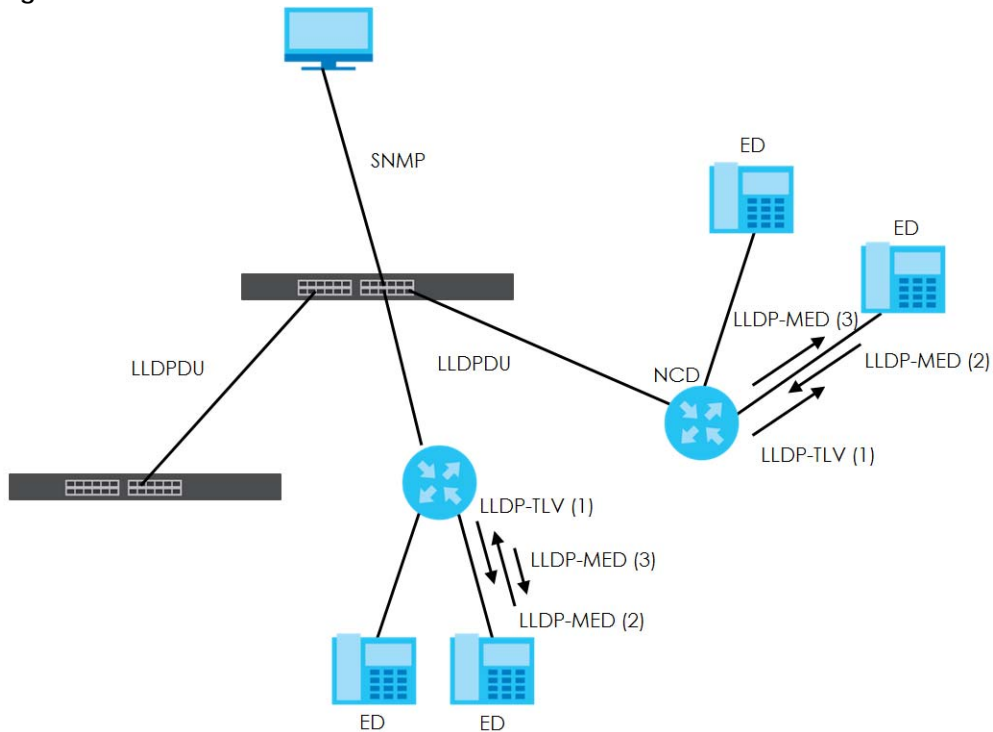 SNMP
ED
ED
LLDP-MED (3)
LLDPDU
LLDPDU
LLDP-MED (2)
NCD
LLDP-TLV (1)
LLDP-TLV (1)
LLDP-MED (3)
LLDP-MED (2)
ED
ED